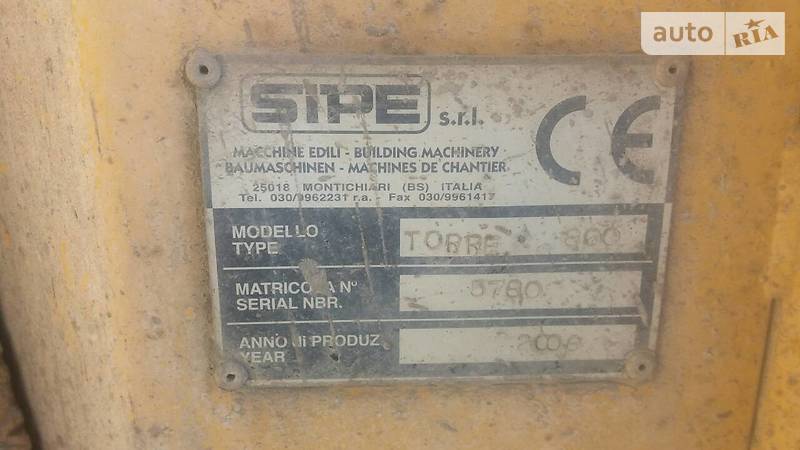 auto RIA
SIPE s.r.l.
CE
MACCHINE EDILI - BUILDING MACHINERY
BAUMASCHINEN - MACHINES DE CHANTIER
25018 MONTICHIARI (BS) ITALIA
Tel. 030/9962231 r.a. - Fax 030/9961417
MODELLO
TYPE
TORRE
MATRICOLA N°
SERIAL NBR.
ANNO di PRODUZ
YEAR